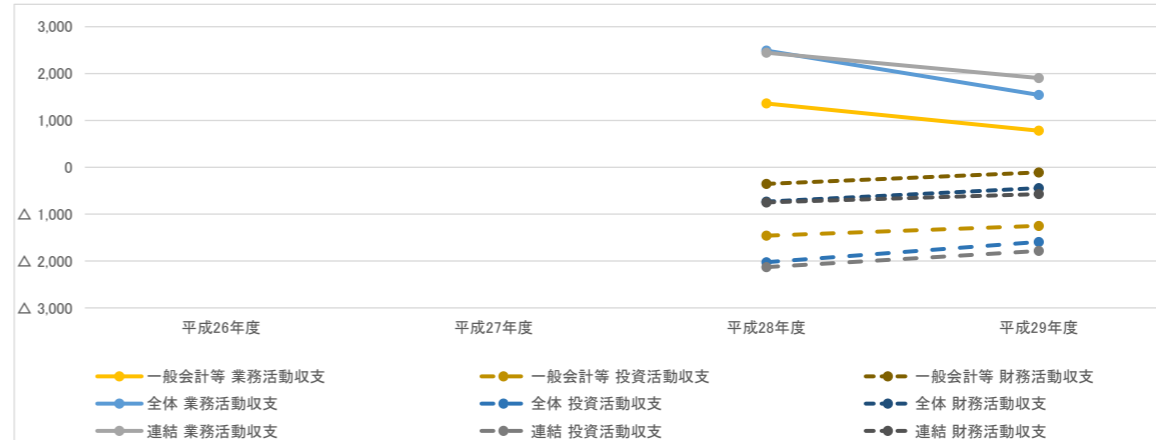 3,000
2,000
1,000
0
△ 1,000
△ 2,000
△ 3,000
平成26年度 平成27年度 平成28年度 平成29年度
一般会計等 業務活動収支 一般会計等 投資活動収支 一般会計等 財務活動収支
全体 業務活動収支 全体 投資活動収支 全体 財務活動収支
連結 業務活動収支 連結 投資活動収支 連結 財務活動収支